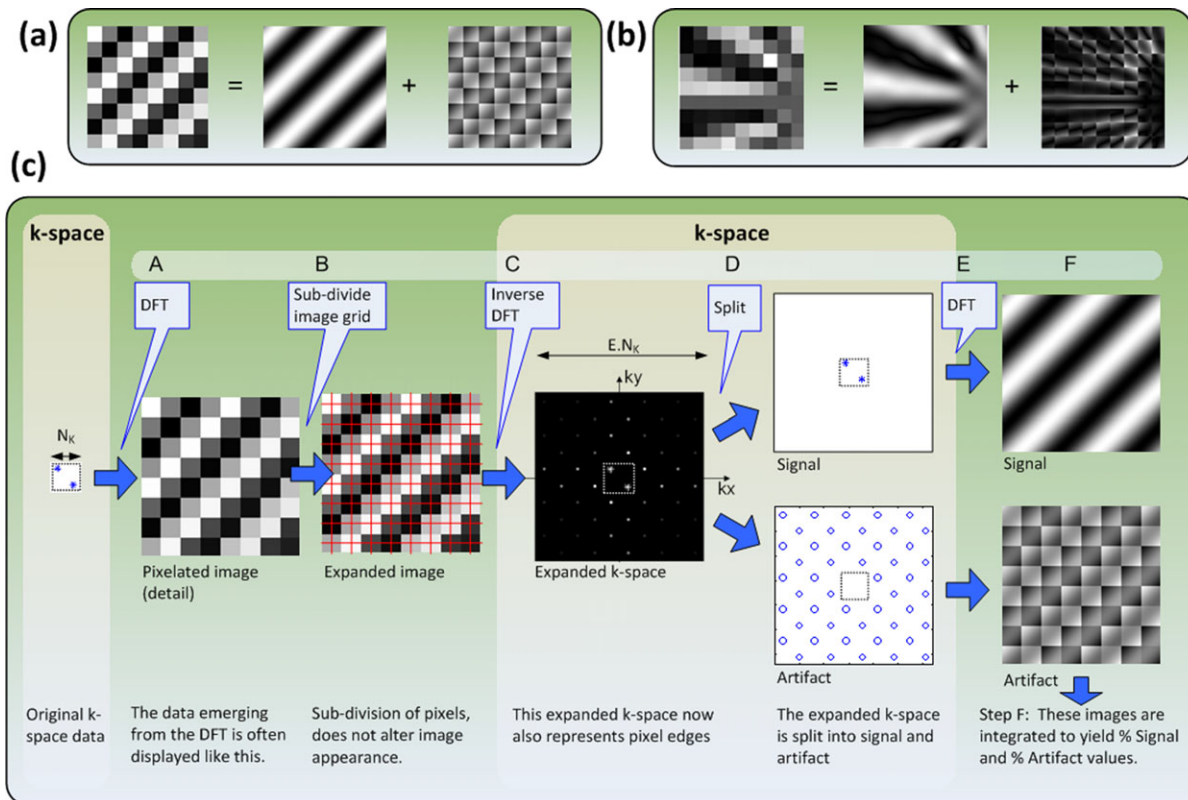 (a)
=
+
(b)
=
+
(c)
k-space
k-space
A
B
C
D
E
F
DFT
Sub-divide
image grid
Inverse
DFT
Split
DFT
E.NK
ky
kx
NK
Pixelated image
(detail)
Expanded image
Expanded k-space
Signal
Signal
Artifact
Artifact
Original k-
space data
The data emerging
from the DFT is often
displayed like this.
Sub-division of pixels,
does not alter image
appearance.
This expanded k-space now
also represents pixel edges
The expanded k-space
is split into signal and
artifact
Step F: These images are
integrated to yield % Signal
and % Artifact values.